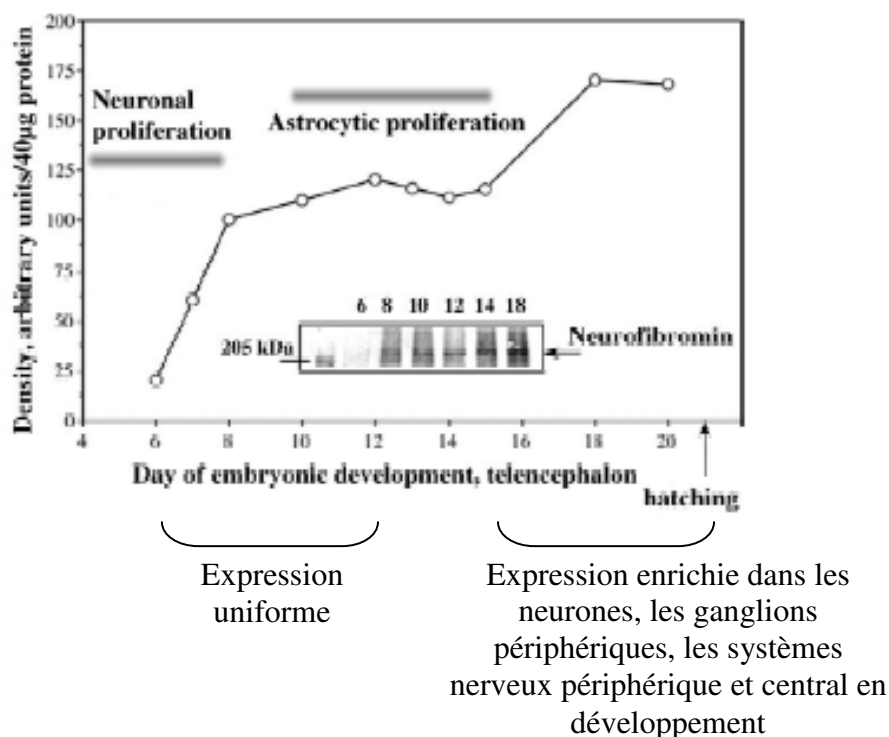 200
175
150
125
100
75
50
25
0
Density, arbitrary units/40µg protein
Neuronal
proliferation
Astrocytic proliferation
6 8 10 12 14 18
205 kDa
Neurofibromin
4 6 8 10 12 14 16 18 20
Day of embryonic development, telencephalon
hatching
Expression
uniforme
Expression enrichie dans les
neurones, les ganglions
périphériques, les systèmes
nerveux périphérique et central en
développement